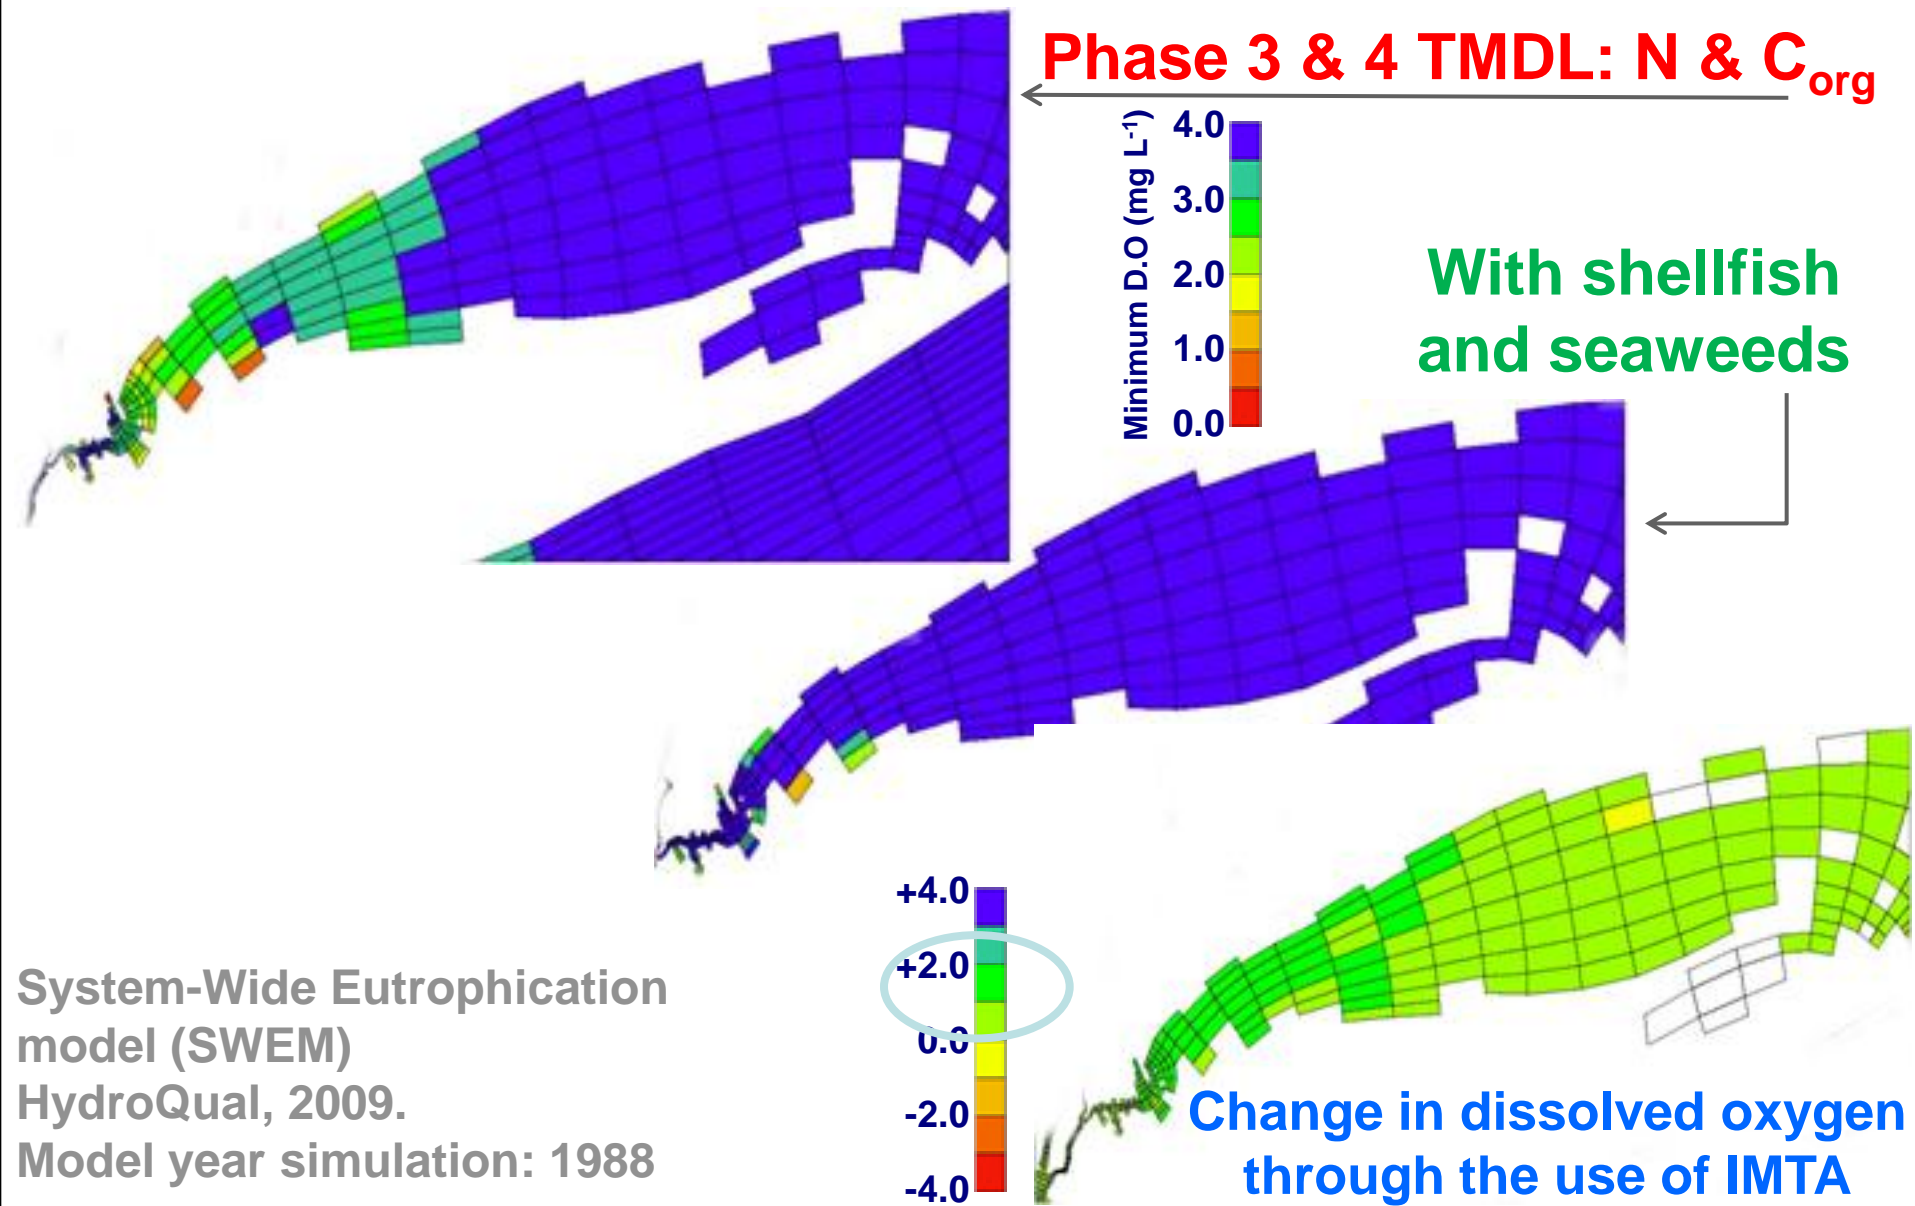 Phase 3 & 4 TMDL: N & Corg
Minimum D.O (mg L-1)
4.0
3.0
2.0
1.0
0.0
With shellfish
and seaweeds
+4.0
+2.0
0.0
-2.0
-4.0
System-Wide Eutrophication
model (SWEM)
HydroQual, 2009.
Model year simulation: 1988
Change in dissolved oxygen
through the use of IMTA